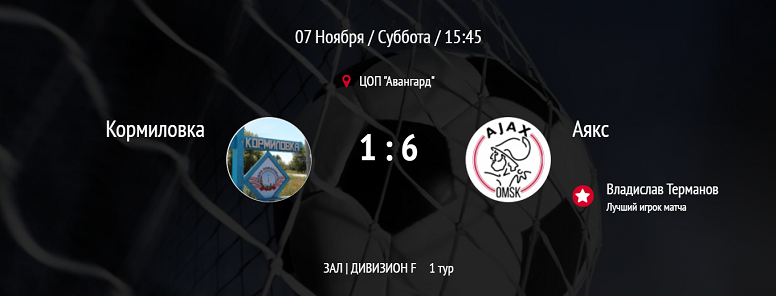 07 Ноября / Суббота / 15:45
ЦОП "Авангард"
Кормиловка
КОРМИЛОВКА
1 : 6
AJAX
OMSK
Аякс
Владислав Терманов
Лучший игрок матча
ЗАЛ | ДИВИЗИОН F 1 тур